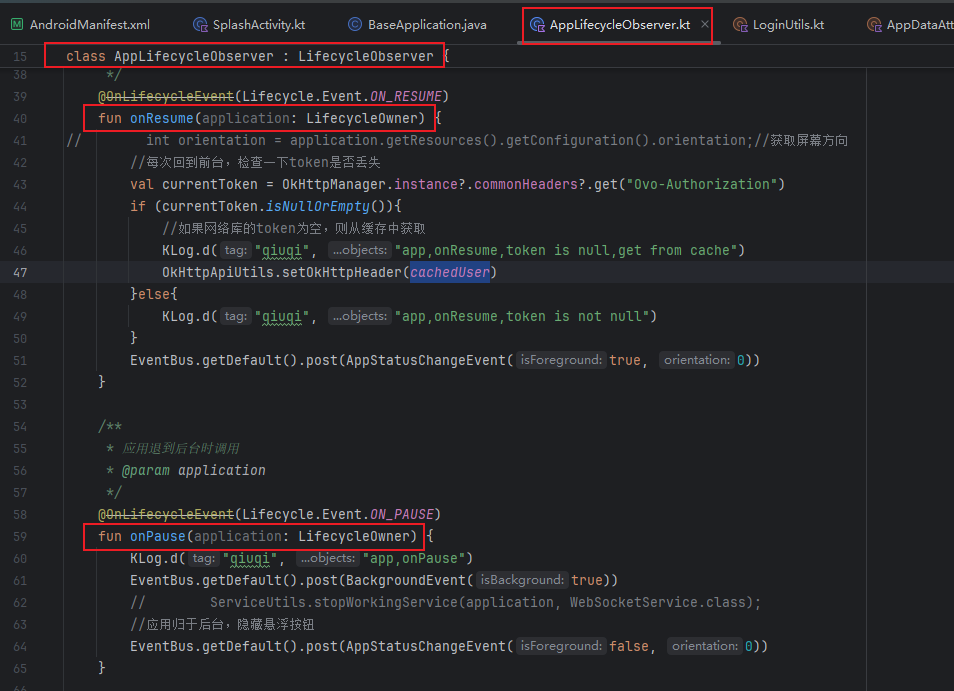 AndroidManifest.xml SplashActivity.kt BaseApplication.java AppLifecycleObserver.kt LoginUtils.kt AppDataAtt
15 class AppLifecycleObserver : LifecycleObserver {
38 */
39 @OnLifecycleEvent(Lifecycle.Event.ON_RESUME)
40 fun onResume(application: LifecycleOwner) {
41 // int orientation = application.getResources().getConfiguration().orientation;//获取屏幕方向
42 //每次回到前台，检查一下token是否丢失
43 val currentToken = OkHttpManager.instance?.commonHeaders?.get("Ovo-Authorization")
44 if (currentToken.isNullOrEmpty()){
45 //如果网络库的token为空，则从缓存中获取
46 KLog.d( tag: "qiuqi", ...objects: "app,onResume,token is null,get from cache")
47 OkHttpApiUtils.setOkHttpHeader(cachedUser)
48 }else{
49 KLog.d( tag: "qiuqi", ...objects: "app,onResume,token is not null")
50 }
51 EventBus.getDefault().post(AppStatusChangeEvent( isForeground: true, orientation: 0))
52 }
53
54 /**
55 * 应用退到后台时调用
56 * @param application
57 */
58 @OnLifecycleEvent(Lifecycle.Event.ON_PAUSE)
59 fun onPause(application: LifecycleOwner) {
60 KLog.d( tag: "qiuqi", ...objects: "app,onPause")
61 EventBus.getDefault().post(BackgroundEvent( isBackground: true))
62 // ServiceUtils.stopWorkingService(application, WebSocketService.class);
63 //应用归于后台，隐藏悬浮按钮
64 EventBus.getDefault().post(AppStatusChangeEvent( isForeground: false, orientation: 0))
65 }
66